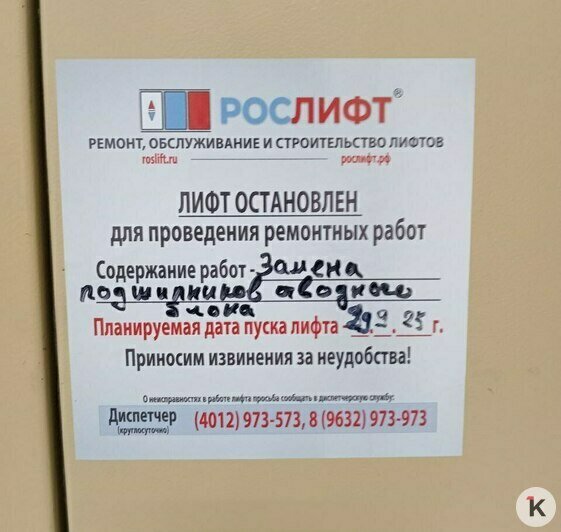 РОСЛИФТ®
РЕМОНТ, ОБСЛУЖИВАНИЕ И СТРОИТЕЛЬСТВО ЛИФТОВ
roslift.ru рослифт.рф
ЛИФТ ОСТАНОВЛЕН
для проведения ремонтных работ
Содержание работ - Замена
подшипников отводного
блока
Планируемая дата пуска лифта 29.9.25 г.
Приносим извинения за неудобства!
О неисправностях в работе лифта просьба сообщать в диспетчерскую службу:
Диспетчер (4012) 973-573, 8 (9632) 973-973
(круглосуточно)
K